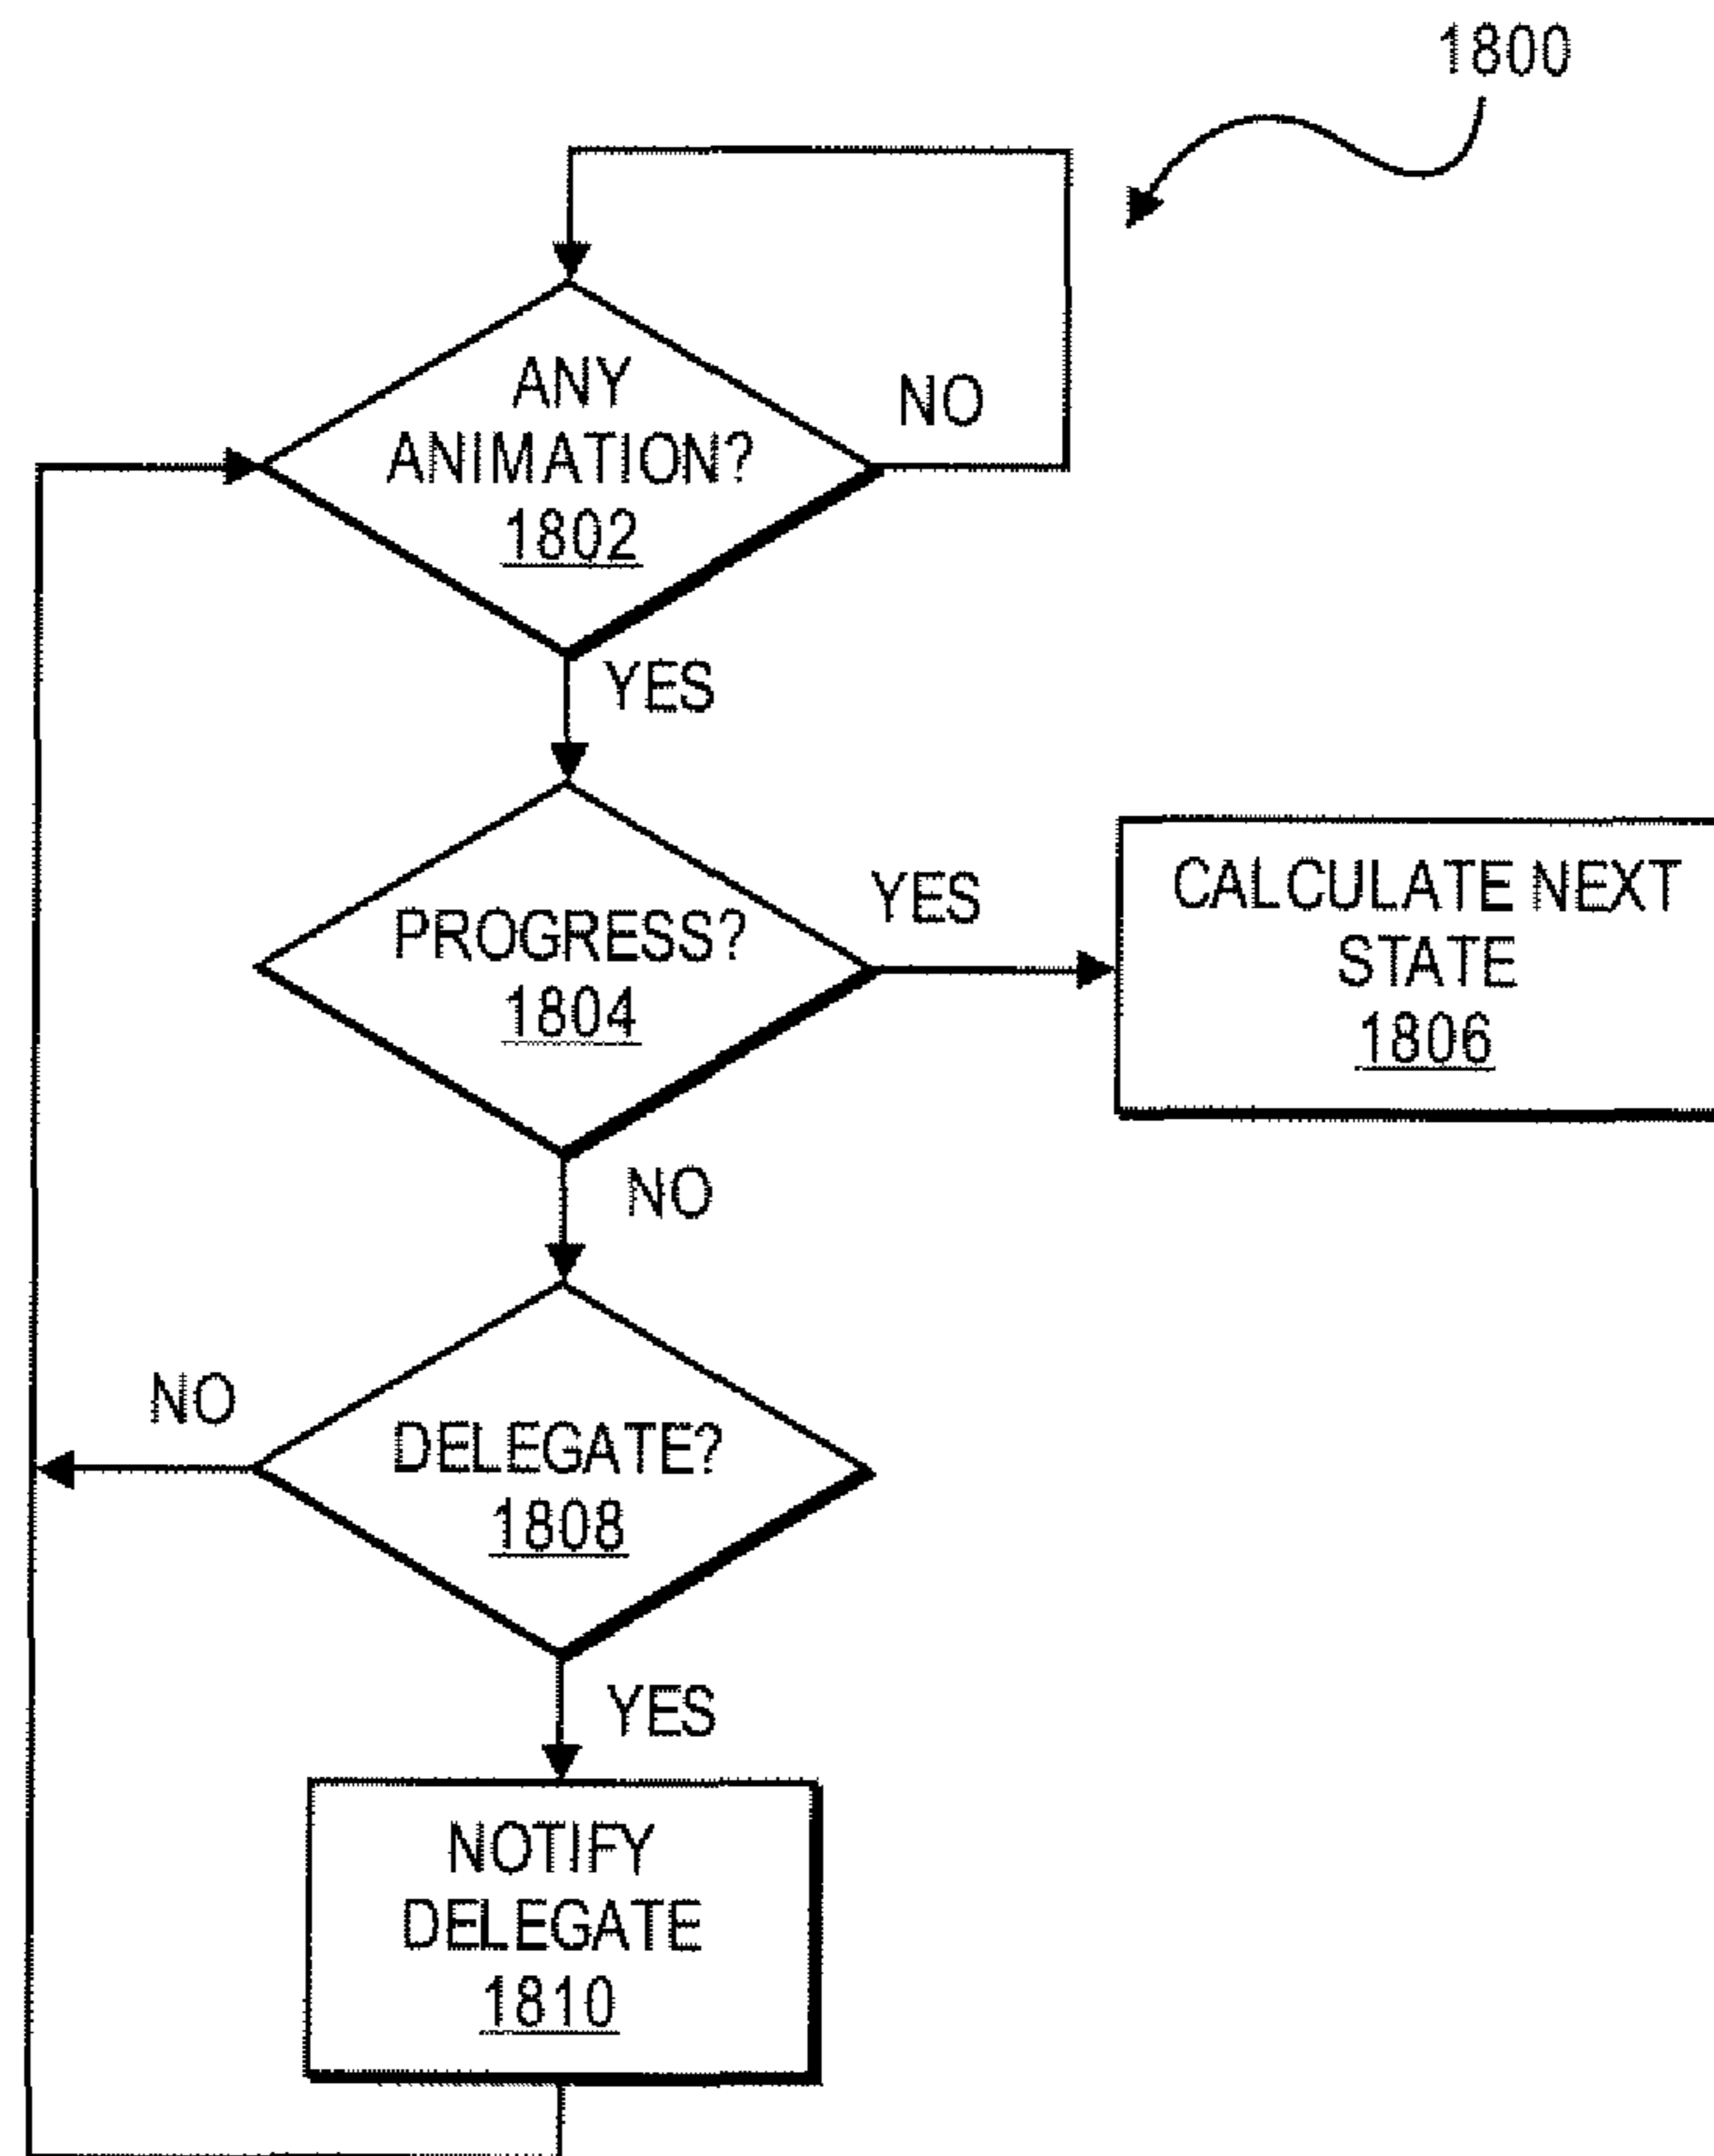 1800
ANY
ANIMATION?
1802
NO
YES
PROGRESS?
1804
YES
CALCULATE NEXT
STATE
1806
NO
DELEGATE?
1808
NO
YES
NOTIFY
DELEGATE
1810